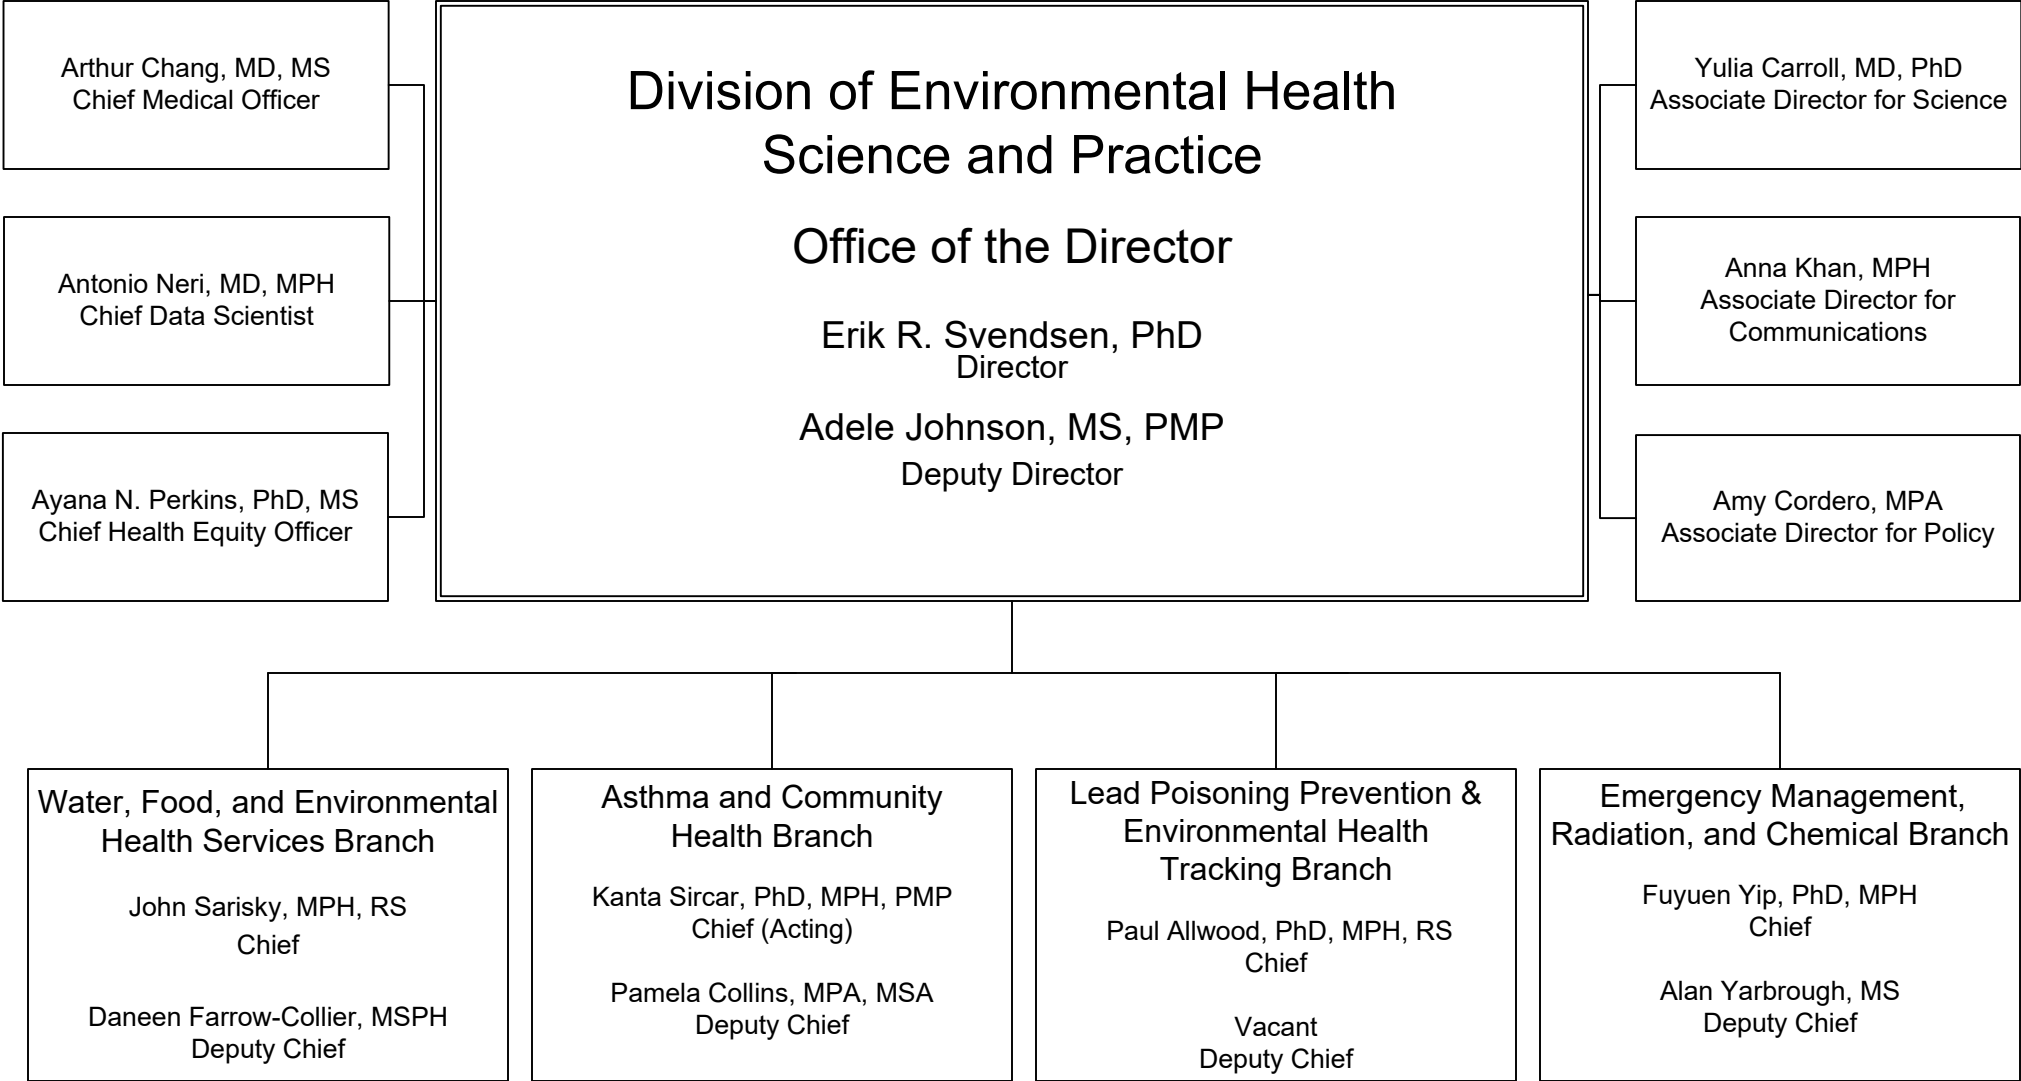 Arthur Chang, MD, MS
Chief Medical Officer
Antonio Neri, MD, MPH
Chief Data Scientist
Ayana N. Perkins, PhD, MS
Chief Health Equity Officer
Division of Environmental Health
Science and Practice
Office of the Director
Erik R. Svendsen, PhD
Director
Adele Johnson, MS, PMP
Deputy Director
Yulia Carroll, MD, PhD
Associate Director for Science
Anna Khan, MPH
Associate Director for
Communications
Amy Cordero, MPA
Associate Director for Policy
Water, Food, and Environmental
Health Services Branch
John Sarisky, MPH, RS
Chief
Daneen Farrow-Collier, MSPH
Deputy Chief
Asthma and Community
Health Branch
Kanta Sircar, PhD, MPH, PMP
Chief (Acting)
Pamela Collins, MPA, MSA
Deputy Chief
Lead Poisoning Prevention &
Environmental Health
Tracking Branch
Paul Allwood, PhD, MPH, RS
Chief
Vacant
Deputy Chief
Emergency Management,
Radiation, and Chemical Branch
Fuyuen Yip, PhD, MPH
Chief
Alan Yarbrough, MS
Deputy Chief